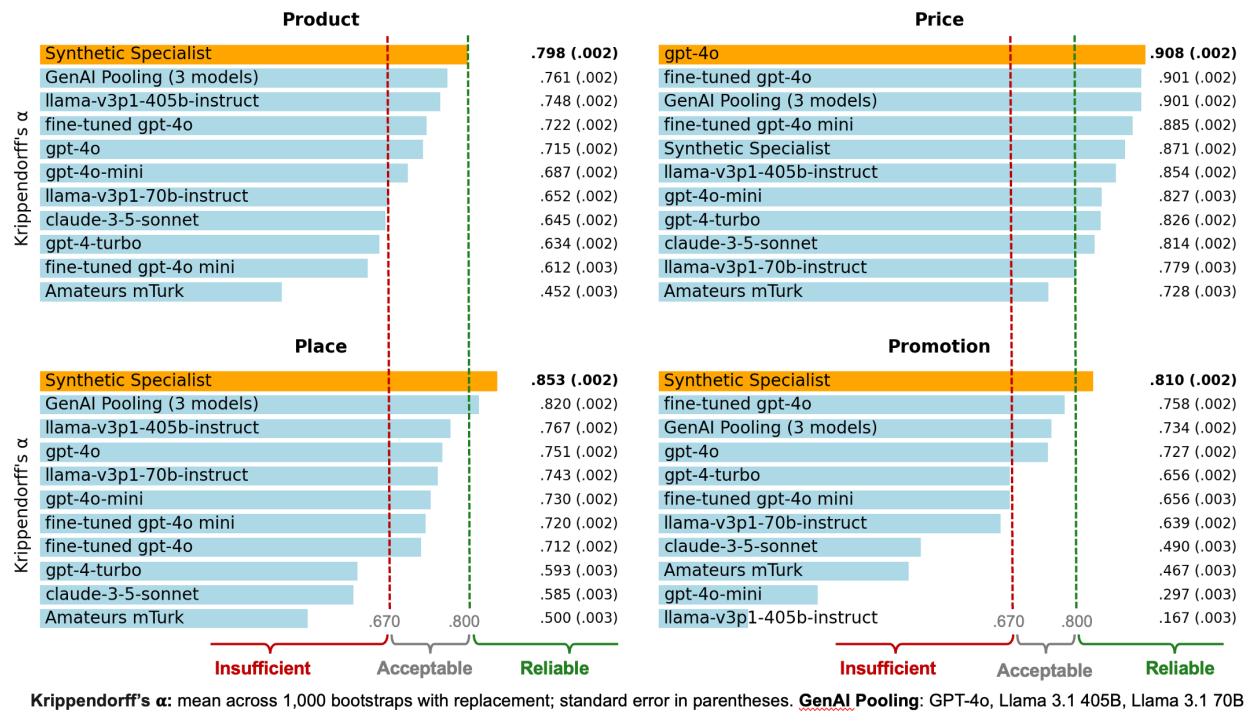 Product
Krippendorff's α
Synthetic Specialist .798 (.002)
GenAI Pooling (3 models) .761 (.002)
llama-v3p1-405b-instruct .748 (.002)
fine-tuned gpt-4o .722 (.002)
gpt-4o .715 (.002)
gpt-4o-mini .687 (.002)
llama-v3p1-70b-instruct .652 (.002)
claude-3-5-sonnet .645 (.002)
gpt-4-turbo .634 (.002)
fine-tuned gpt-4o mini .612 (.003)
Amateurs mTurk .452 (.003)
Price
gpt-4o .908 (.002)
fine-tuned gpt-4o .901 (.002)
GenAI Pooling (3 models) .901 (.002)
fine-tuned gpt-4o mini .885 (.002)
Synthetic Specialist .871 (.002)
llama-v3p1-405b-instruct .854 (.002)
gpt-4o-mini .827 (.003)
gpt-4-turbo .826 (.002)
claude-3-5-sonnet .814 (.002)
llama-v3p1-70b-instruct .779 (.003)
Amateurs mTurk .728 (.003)
Place
Krippendorff's α
Synthetic Specialist .853 (.002)
GenAI Pooling (3 models) .820 (.002)
llama-v3p1-405b-instruct .767 (.002)
gpt-4o .751 (.002)
llama-v3p1-70b-instruct .743 (.002)
gpt-4o-mini .730 (.002)
fine-tuned gpt-4o mini .720 (.002)
fine-tuned gpt-4o .712 (.002)
gpt-4-turbo .593 (.003)
claude-3-5-sonnet .585 (.003)
Amateurs mTurk .500 (.003)
.670 .800
Insufficient Acceptable Reliable
Promotion
Synthetic Specialist .810 (.002)
fine-tuned gpt-4o .758 (.002)
GenAI Pooling (3 models) .734 (.002)
gpt-4o .727 (.002)
gpt-4-turbo .656 (.002)
fine-tuned gpt-4o mini .656 (.003)
llama-v3p1-70b-instruct .639 (.002)
claude-3-5-sonnet .490 (.003)
Amateurs mTurk .467 (.003)
gpt-4o-mini .297 (.003)
llama-v3p1-405b-instruct .167 (.003)
.670 .800
Insufficient Acceptable Reliable
Krippendorff’s α: mean across 1,000 bootstraps with replacement; standard error in parentheses. GenAI Pooling: GPT-4o, Llama 3.1 405B, Llama 3.1 70B